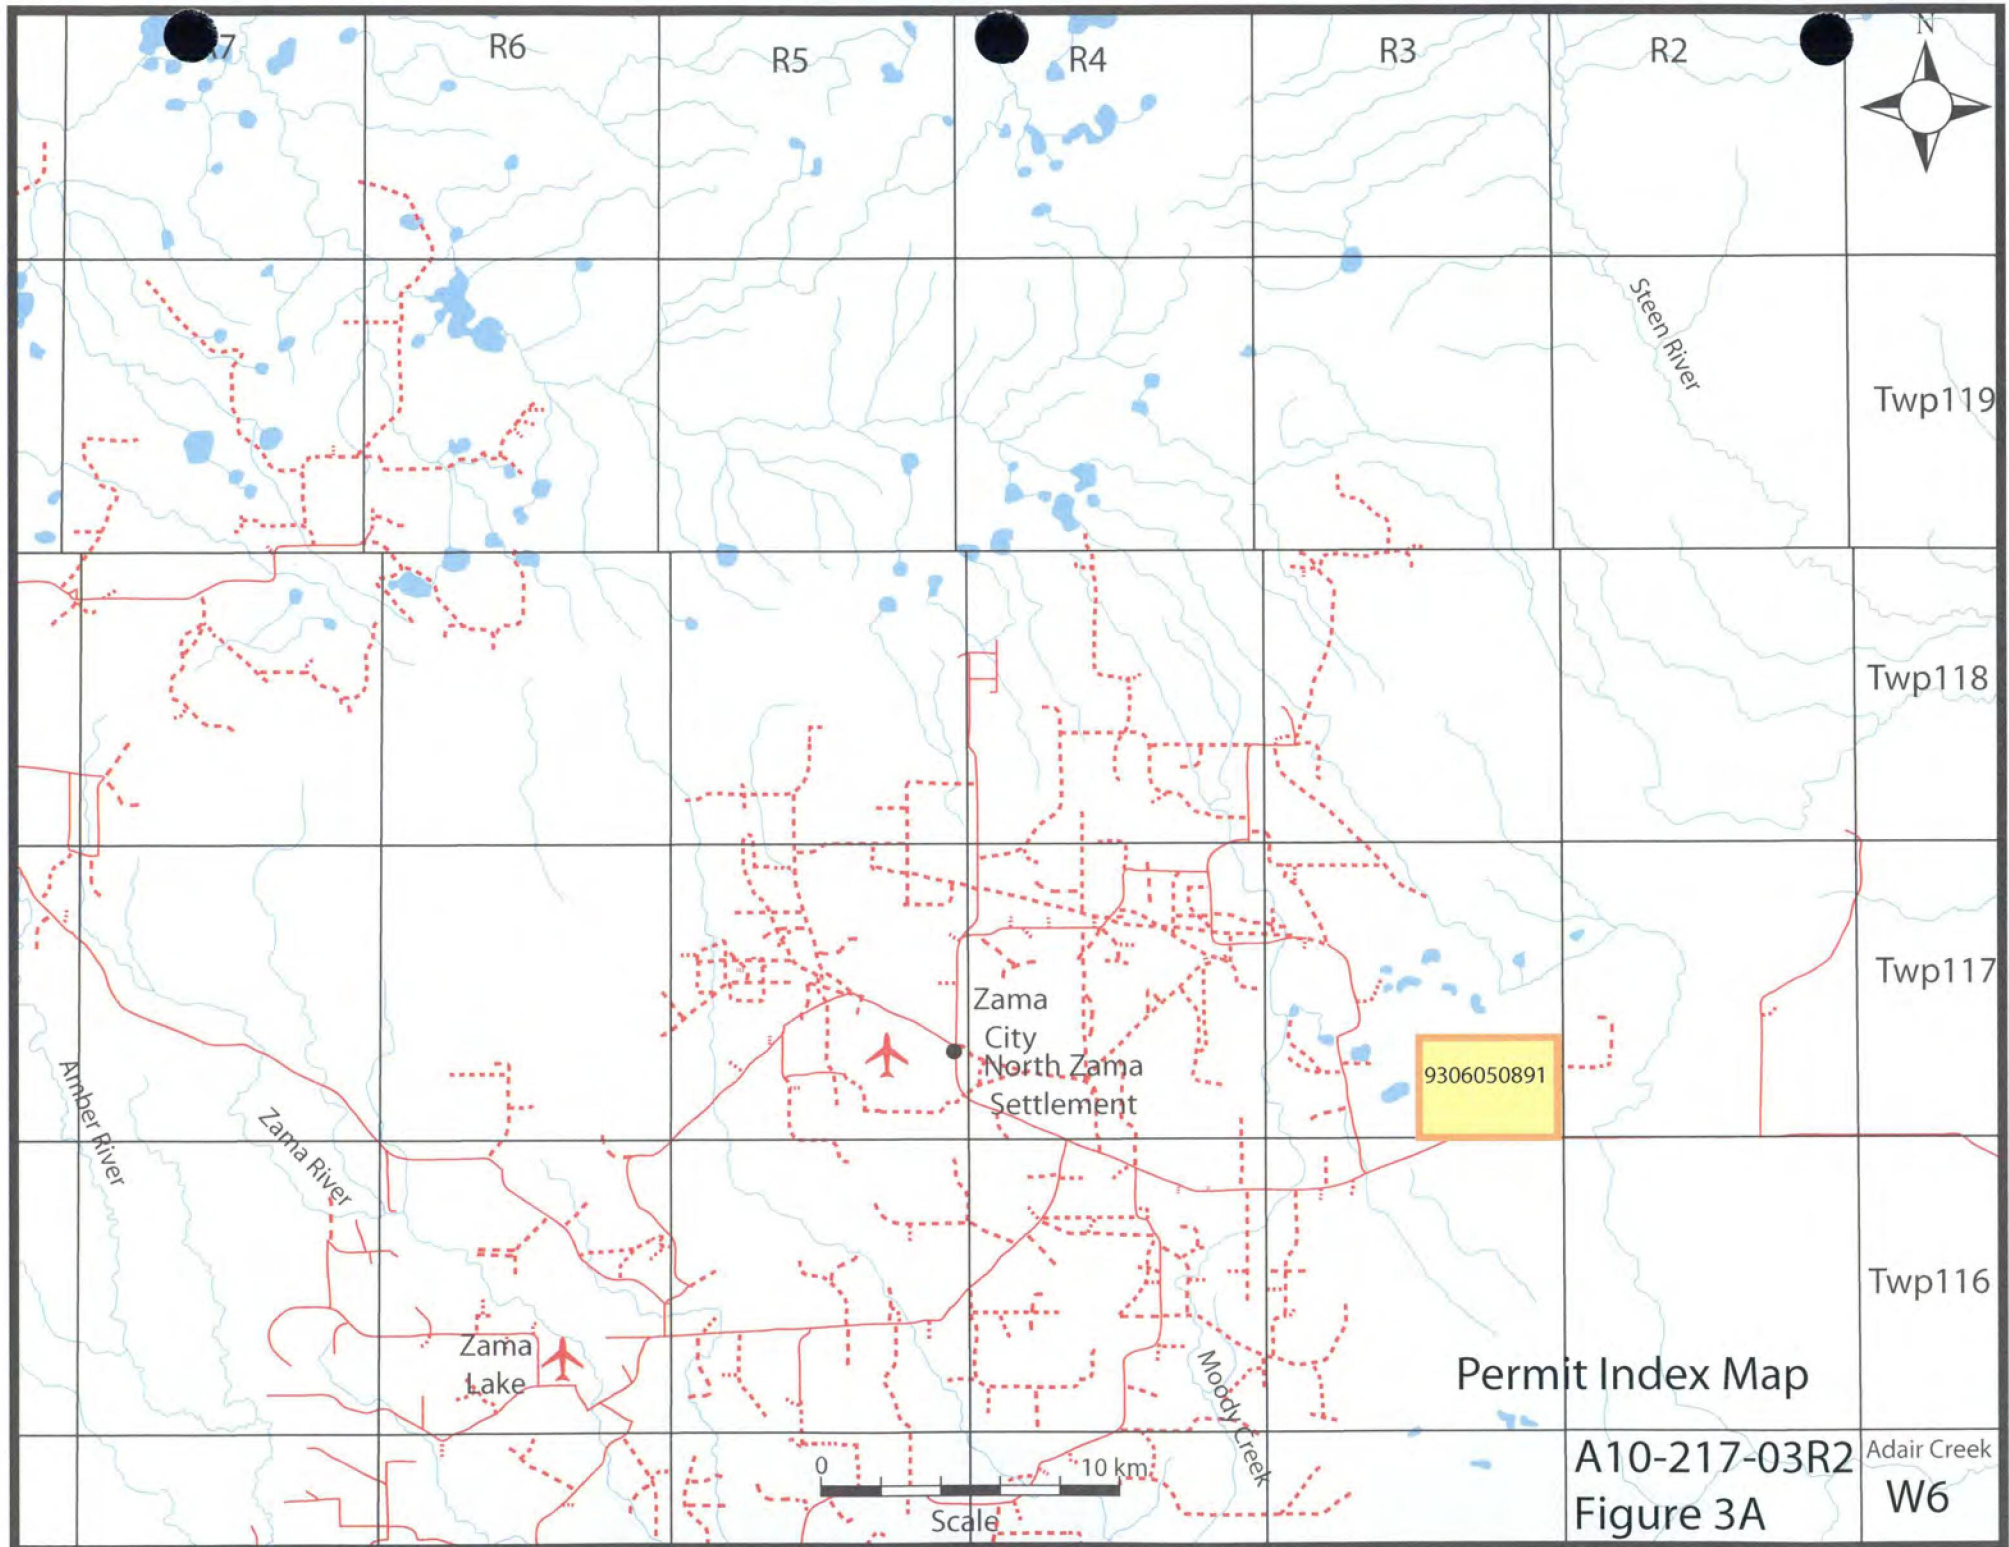 N
R6
R5
R4
R3
R2
Steen River
Twp119
Twp118
Twp117
Zama
City
North Zama
Settlement
9306050891
Amber River
Zama River
Twp116
Zama
Lake
Moody Creek
Permit Index Map
0
10 km
Scale
A10-217-03R2
Figure 3A
Adair Creek
W6